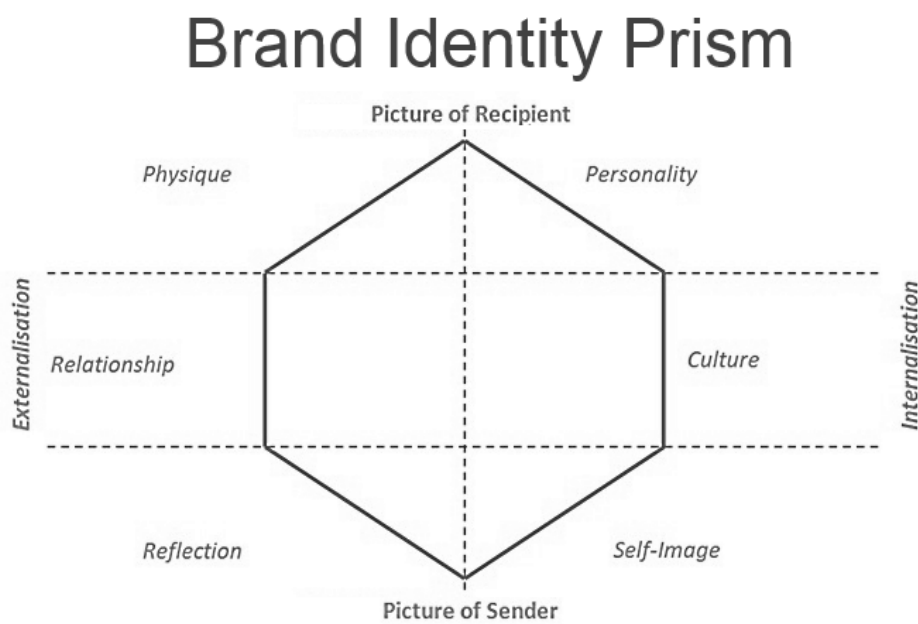 Brand Identity Prism
Picture of Recipient
Physique
Personality
Externalisation
Relationship
Culture
Internalisation
Reflection
Self-Image
Picture of Sender